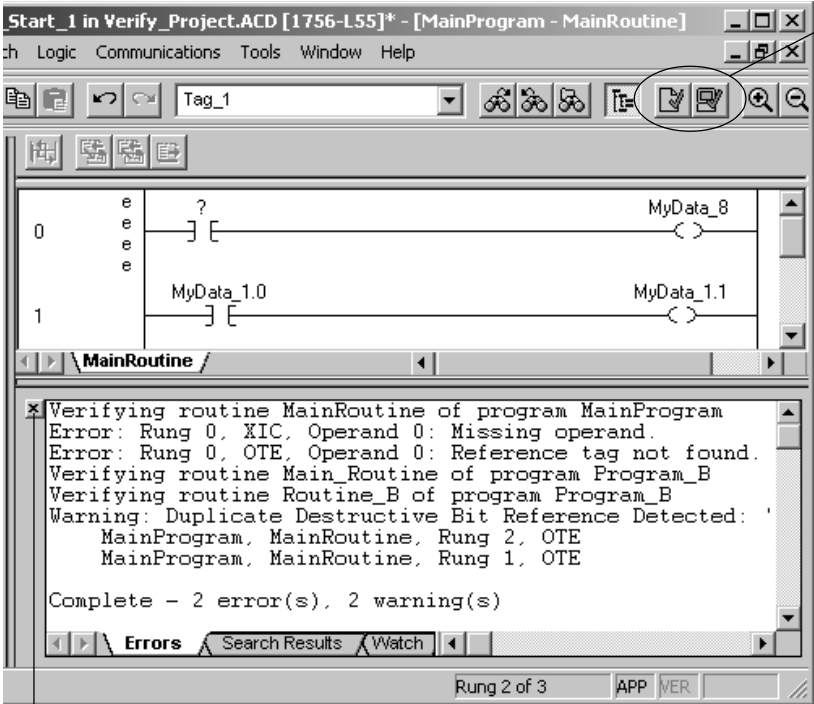 _Start_1 in Verify_Project.ACD [1756-L55]* - [MainProgram - MainRoutine]
ch Logic Communications Tools Window Help
Tag_1
e
? MyData_8
0 e
e
e
MyData_1.0 MyData_1.1
1
MainRoutine
Verifying routine MainRoutine of program MainProgram
Error: Rung 0, XIC, Operand 0: Missing operand.
Error: Rung 0, OTE, Operand 0: Reference tag not found.
Verifying routine Main_Routine of program Program_B
Verifying routine Routine_B of program Program_B
Warning: Duplicate Destructive Bit Reference Detected: '
MainProgram, MainRoutine, Rung 2, OTE
MainProgram, MainRoutine, Rung 1, OTE
Complete - 2 error(s), 2 warning(s)
Errors Search Results Watch
Rung 2 of 3 APP VER